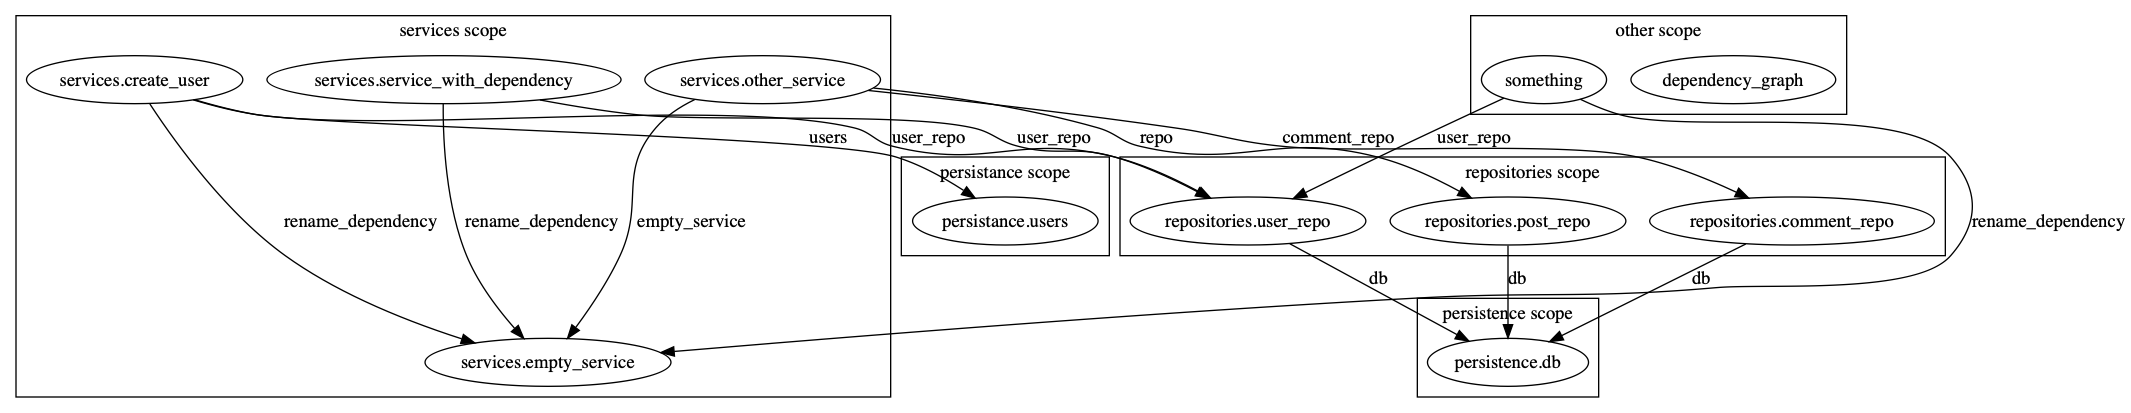 services scope
other scope
services.create_user
services.service_with_dependency
services.other_service
something
dependency_graph
users
user_repo
user_repo
repo
comment_repo
user_repo
persistance scope
repositories scope
rename_dependency
rename_dependency
empty_service
persistance.users
repositories.user_repo
repositories.post_repo
repositories.comment_repo
rename_dependency
db
db
db
persistence scope
services.empty_service
persistence.db